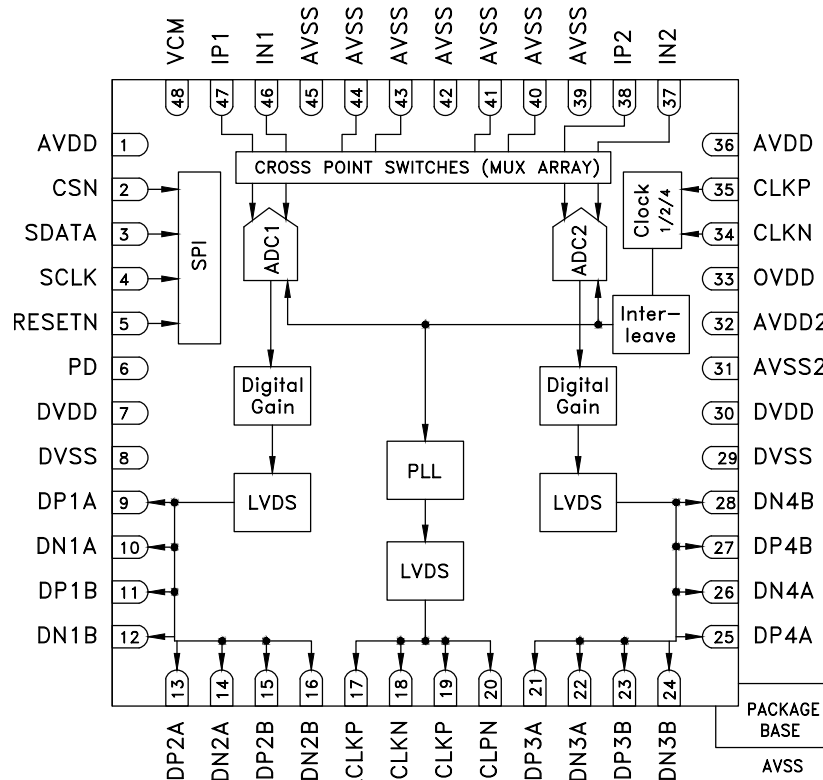 VCM IP1 IN1 AVSS AVSS AVSS AVSS AVSS AVSS AVSS IP2 IN2
48 47 46 45 44 43 42 41 40 39 38 37
AVDD 1
CSN 2
SDATA 3
SCLK 4
RESETN 5
PD 6
DVDD 7
DVSS 8
DP1A 9
DN1A 10
DP1B 11
DN1B 12
CROSS POINT SWITCHES (MUX ARRAY)
SPI
ADC1
ADC2
Clock
1/2/4
Inter-
leave
Digital
Gain
Digital
Gain
PLL
LVDS
LVDS
LVDS
36 AVDD
35 CLKP
34 CLKN
33 OVDD
32 AVDD2
31 AVSS2
30 DVDD
29 DVSS
28 DN4B
27 DP4B
26 DN4A
25 DP4A
13 14 15 16 17 18 19 20 21 22 23 24
DP2A DN2A DP2B DN2B CLKP CLKN CLKP CLPN DP3A DN3A DP3B DN3B
PACKAGE
BASE
AVSS